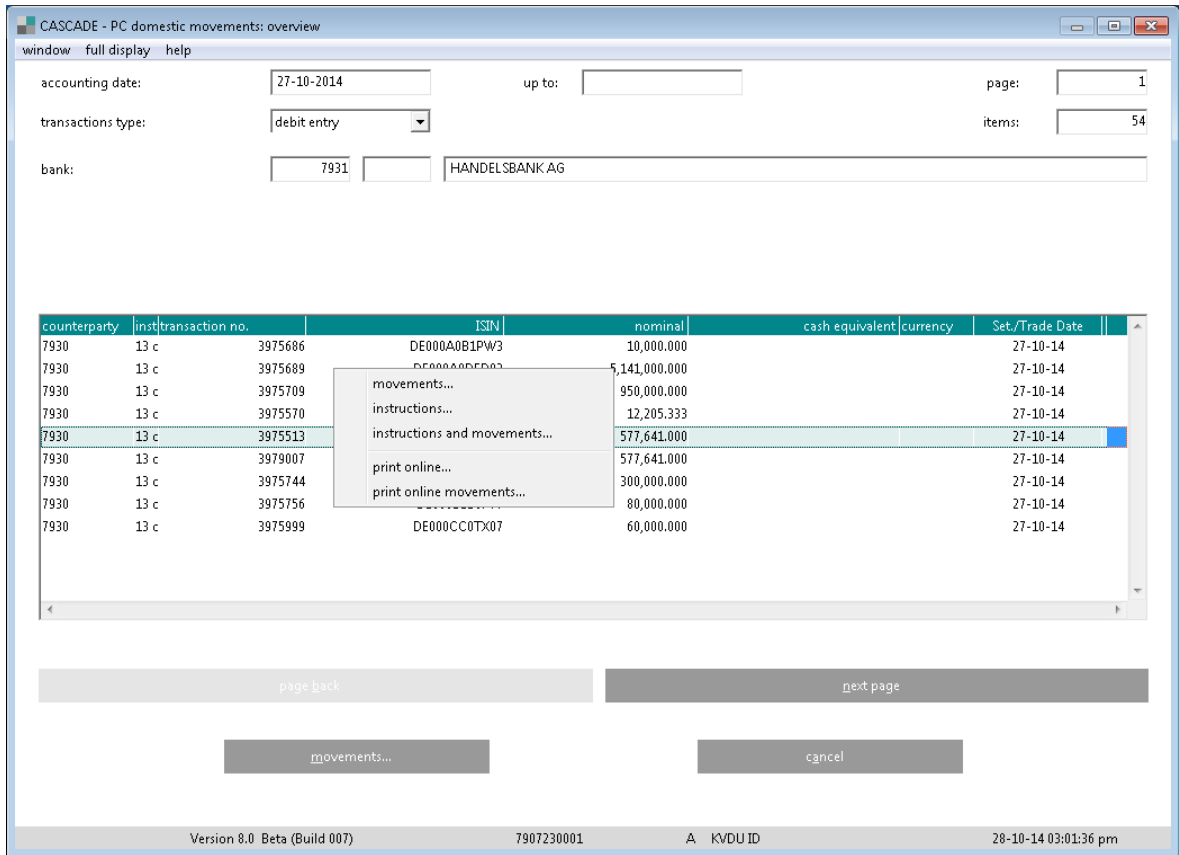 CASCADE - PC domestic movements: overview
window full display help
accounting date: 27-10-2014 up to: page: 1
transactions type: debit entry items: 54
bank: 7931 HANDELSBANK AG
counterparty inst transaction no. ISIN nominal cash equivalent currency Set./Trade Date
7930 13 c 3975686 DE000A0B1PW3 10,000.000 27-10-14
7930 13 c 3975689 5,141,000.000 27-10-14
7930 13 c 3975709 950,000.000 27-10-14
7930 13 c 3975570 12,205.333 27-10-14
7930 13 c 3975513 577,641.000 27-10-14
7930 13 c 3979007 577,641.000 27-10-14
7930 13 c 3975744 300,000.000 27-10-14
7930 13 c 3975756 80,000.000 27-10-14
7930 13 c 3975999 DE000CC0TX07 60,000.000 27-10-14
movements...
instructions...
instructions and movements...
print online...
print online movements...
page back next page
movements... cancel
Version 8.0 Beta (Build 007) 7907230001 A KVDU ID 28-10-14 03:01:36 pm